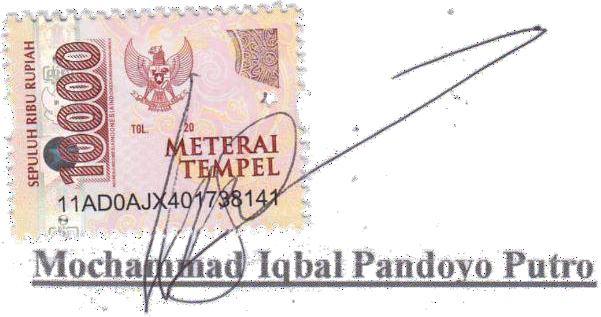 SEPULUH RIBU RUPIAH
10000
TGL. 20
METERAI
TEMPEL
11AD0AJX401738141
Mochammad Iqbal Pandoyo Putro